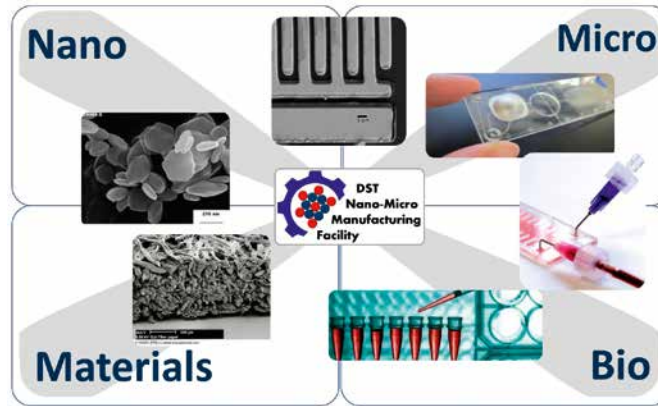 Nano
Micro
DST
Nano-Micro
Manufacturing
Facility
Materials
Bio